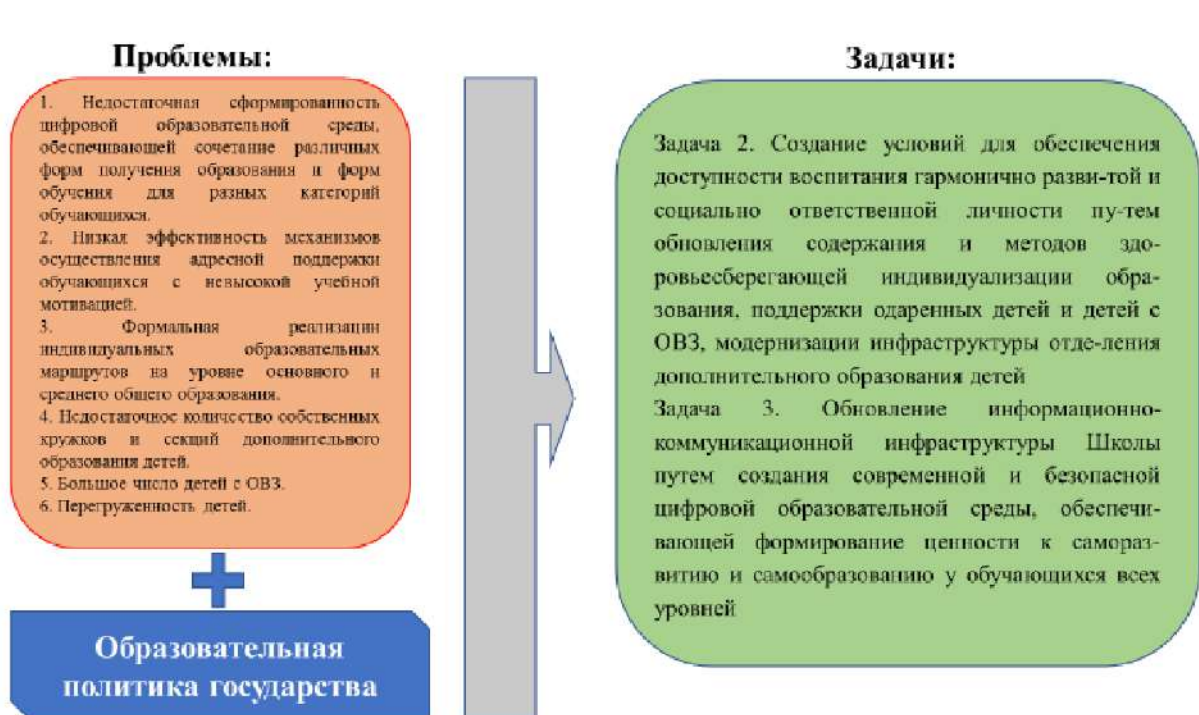 Проблемы:
1. Недостаточная сформированность
цифровой образовательной среды,
обеспечивающей сочетание различных
форм получения образования и форм
обучения для разных категорий
обучающихся.
2. Низкая эффективность механизмов
осуществления адресной поддержки
обучающихся с невысокой учебной
мотивацией.
3. Формальная реализации
индивидуальных образовательных
маршрутов на уровне основного и
среднего общего образования.
4. Недостаточное количество собственных
кружков и секций дополнительного
образования детей.
5. Большое число детей с ОВЗ.
6. Перегруженность детей.
Образовательная
политика государства
Задачи:
Задача 2. Создание условий для обеспечения
доступности воспитания гармонично разви-той и
социально ответственной личности пу-тем
обновления содержания и методов здо-
ровьесберегающей индивидуализации обра-
зования, поддержки одаренных детей и детей с
ОВЗ, модернизации инфраструктуры отде-ления
дополнительного образования детей
Задача 3. Обновление информационно-
коммуникационной инфраструктуры Школы
путем создания современной и безопасной
цифровой образовательной среды, обеспечи-
вающей формирование ценности к самораз-
витию и самообразованию у обучающихся всех
уровней